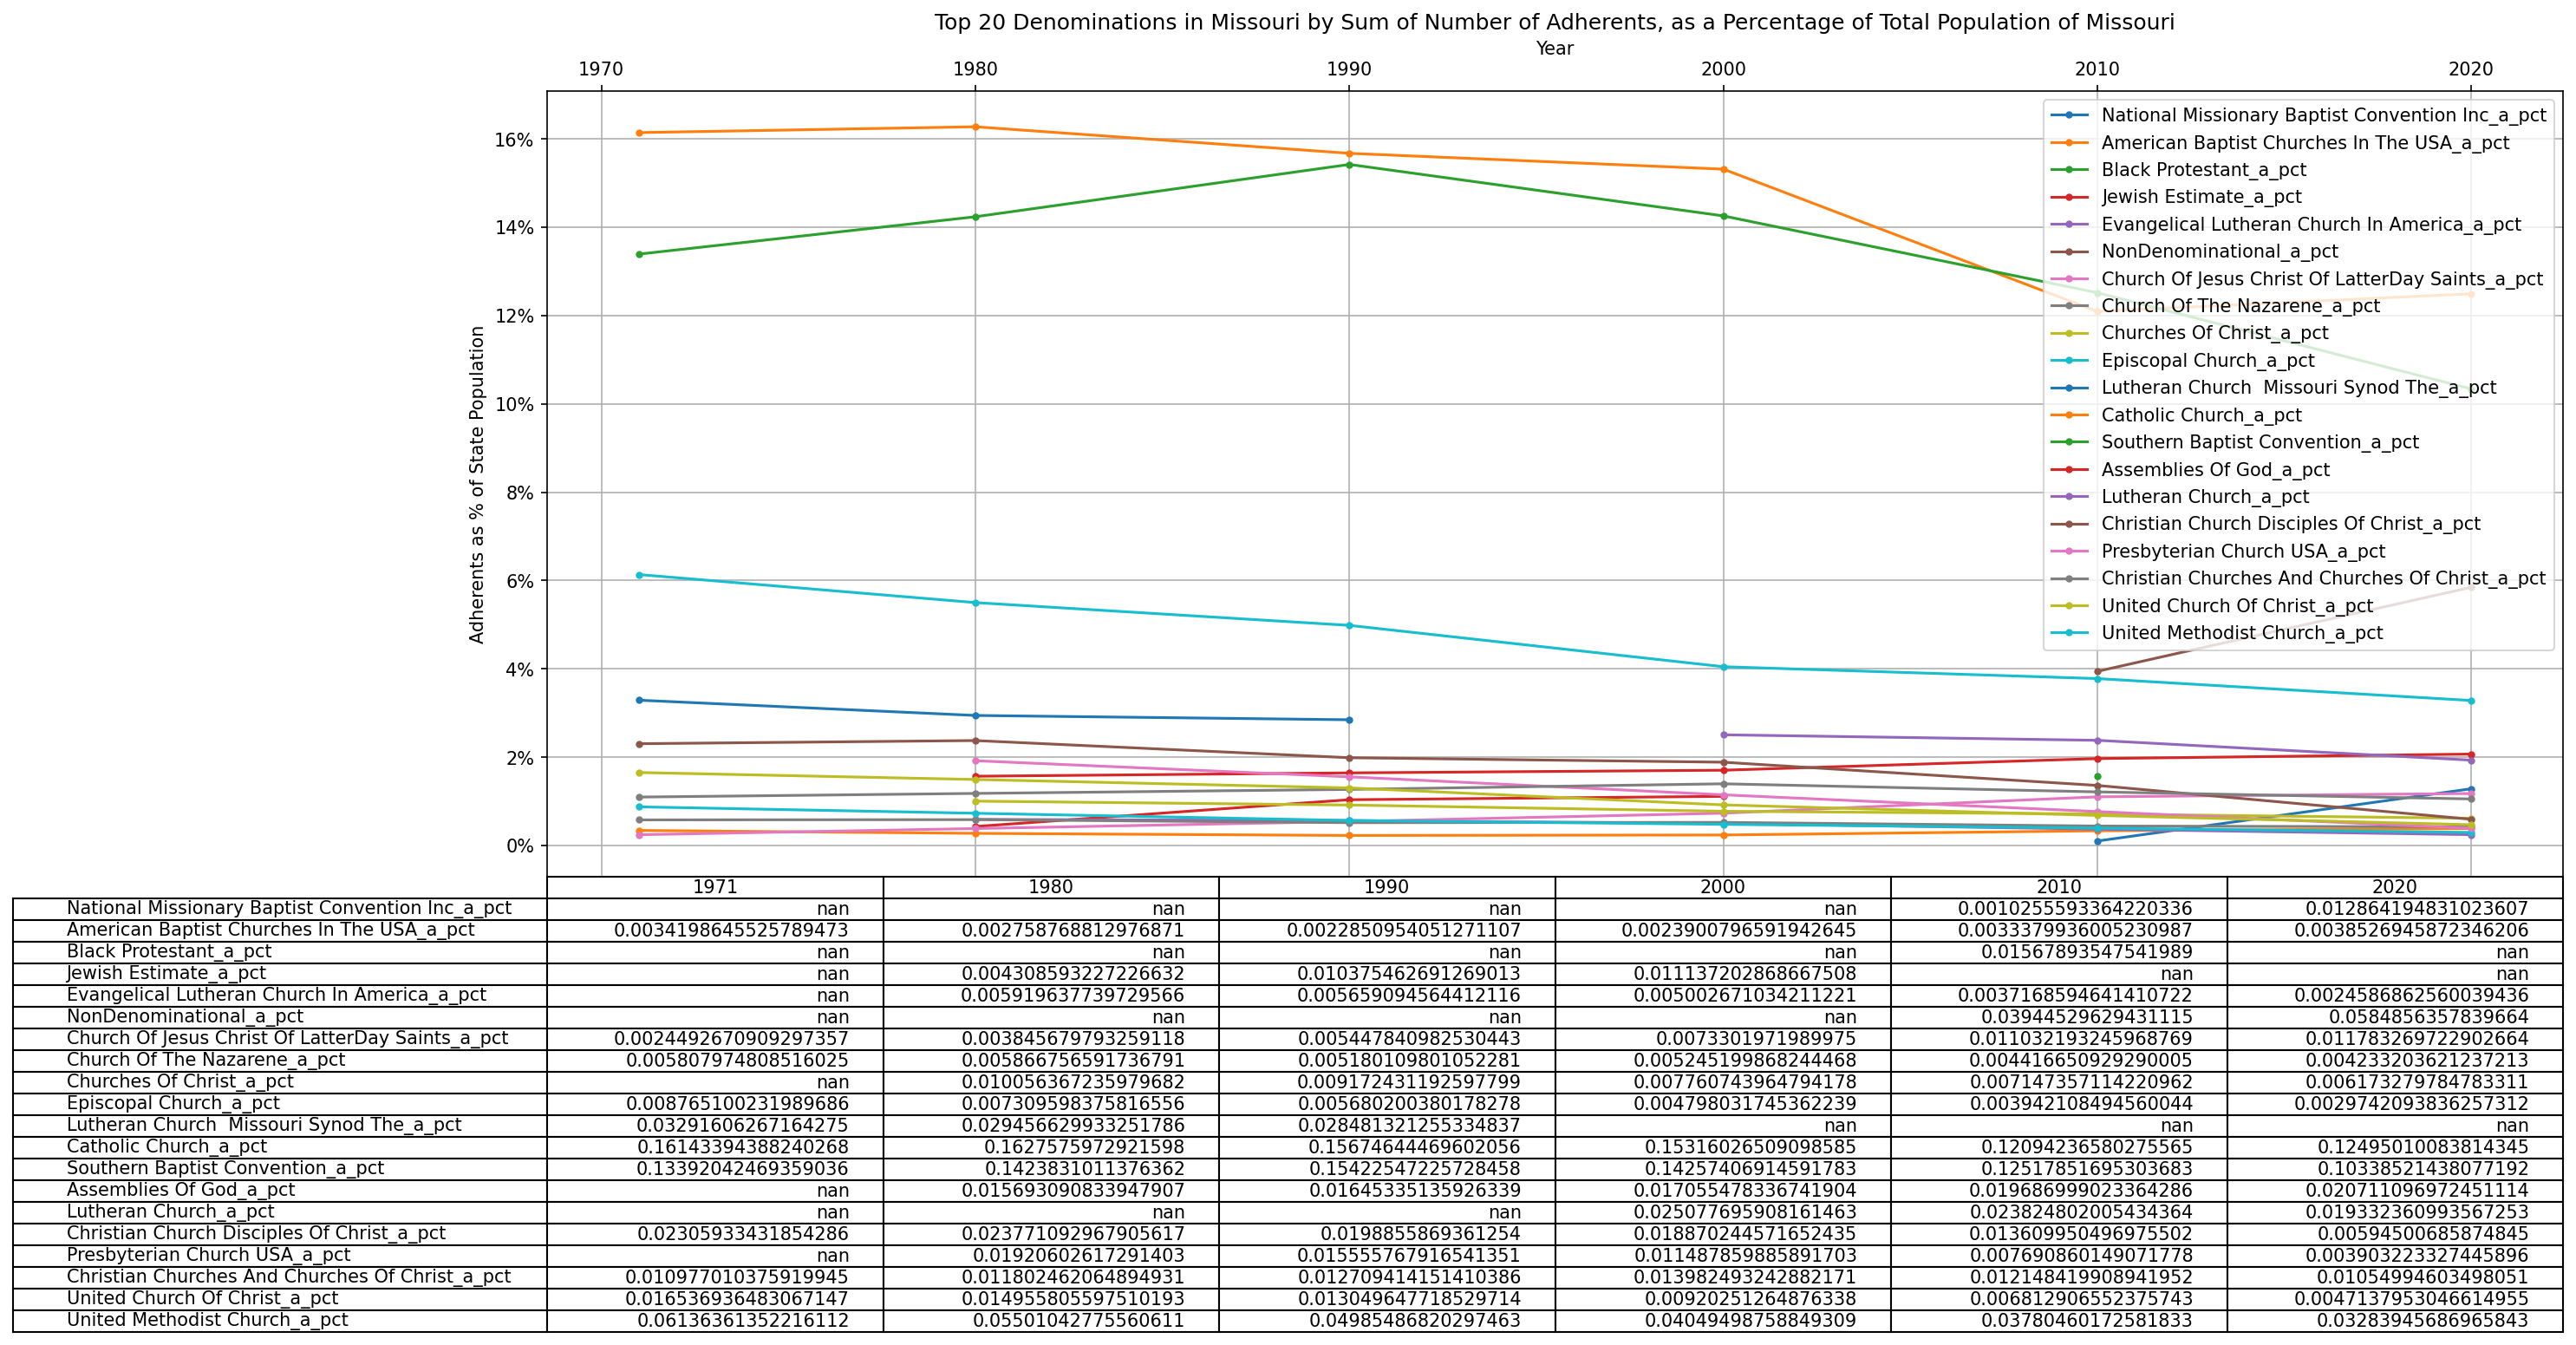 Top 20 Denominations in Missouri by Sum of Number of Adherents, as a Percentage of Total Population of Missouri
Year
1970 1980 1990 2000 2010 2020
16%
14%
12%
10%
8%
6%
4%
2%
0%
Adherents as % of State Population
National Missionary Baptist Convention Inc_a_pct
American Baptist Churches In The USA_a_pct
Black Protestant_a_pct
Jewish Estimate_a_pct
Evangelical Lutheran Church In America_a_pct
NonDenominational_a_pct
Church Of Jesus Christ Of LatterDay Saints_a_pct
Church Of The Nazarene_a_pct
Churches Of Christ_a_pct
Episcopal Church_a_pct
Lutheran Church  Missouri Synod The_a_pct
Catholic Church_a_pct
Southern Baptist Convention_a_pct
Assemblies Of God_a_pct
Lutheran Church_a_pct
Christian Church Disciples Of Christ_a_pct
Presbyterian Church USA_a_pct
Christian Churches And Churches Of Christ_a_pct
United Church Of Christ_a_pct
United Methodist Church_a_pct
1971 1980 1990 2000 2010 2020
National Missionary Baptist Convention Inc_a_pct nan nan nan nan 0.0010255593364220336 0.012864194831023607
American Baptist Churches In The USA_a_pct 0.0034198645525789473 0.002758768812976871 0.0022850954051271107 0.0023900796591942645 0.0033379936005230987 0.0038526945872346206
Black Protestant_a_pct nan nan nan nan 0.01567893547541989 nan
Jewish Estimate_a_pct nan 0.004308593227226632 0.010375462691269013 0.011137202868667508 nan nan
Evangelical Lutheran Church In America_a_pct nan 0.005919637739729566 0.005659094564412116 0.005002671034211221 0.0037168594641410722 0.0024586862560039436
NonDenominational_a_pct nan nan nan nan 0.03944529629431115 0.0584856357839664
Church Of Jesus Christ Of LatterDay Saints_a_pct 0.0024492670909297357 0.003845679793259118 0.005447840982530443 0.00733019719899​75 0.011032193245968769 0.011783269722902664
Church Of The Nazarene_a_pct 0.005807974808516025 0.005866756591736791 0.005180109801052281 0.005245199868244468 0.004416650929290005 0.004233203621237213
Churches Of Christ_a_pct nan 0.010056367235979682 0.009172431192597799 0.007760743964794178 0.007147357114220962 0.006173279784783311
Episcopal Church_a_pct 0.008765100231989686 0.007309598375816556 0.005680200380178278 0.004798031745362239 0.003942108494560044 0.0029742093836257312
Lutheran Church  Missouri Synod The_a_pct 0.03291606267164275 0.029456629933251786 0.028481321255334837 nan nan nan
Catholic Church_a_pct 0.16143394388240268 0.1627575972921598 0.15674644469602056 0.15316026509098585 0.12094236580275565 0.12495010083814345
Southern Baptist Convention_a_pct 0.13392042469359036 0.1423831011376362 0.15422547225728458 0.14257406914591783 0.12517851695303683 0.10338521438077192
Assemblies Of God_a_pct nan 0.015693090833947907 0.01645335135926339 0.017055478336741904 0.019686999023364286 0.020711096972451114
Lutheran Church_a_pct nan nan nan 0.025077695908161463 0.023824802005434364 0.019332360993567253
Christian Church Disciples Of Christ_a_pct 0.02305933431854286 0.023771092967905617 0.0198855869361254 0.018870244571652435 0.013609950496975502 0.00594500685874845
Presbyterian Church USA_a_pct nan 0.01920602617291403 0.015555767916541351 0.011487859885891703 0.007690860149071778 0.003903223327445896
Christian Churches And Churches Of Christ_a_pct 0.010977010375919945 0.011802462064894931 0.012709414151410386 0.01398249324288​2171 0.012148419908941952 0.01054994603498051
United Church Of Christ_a_pct 0.016536936483067147 0.014955805597510193 0.013049647718529714 0.00920251264876338 0.006812906552375743 0.0047137953046614955
United Methodist Church_a_pct 0.06136361352216112 0.05501042775560611 0.04985486820297463 0.04049498758849309 0.03780460172581833 0.03283945686965843